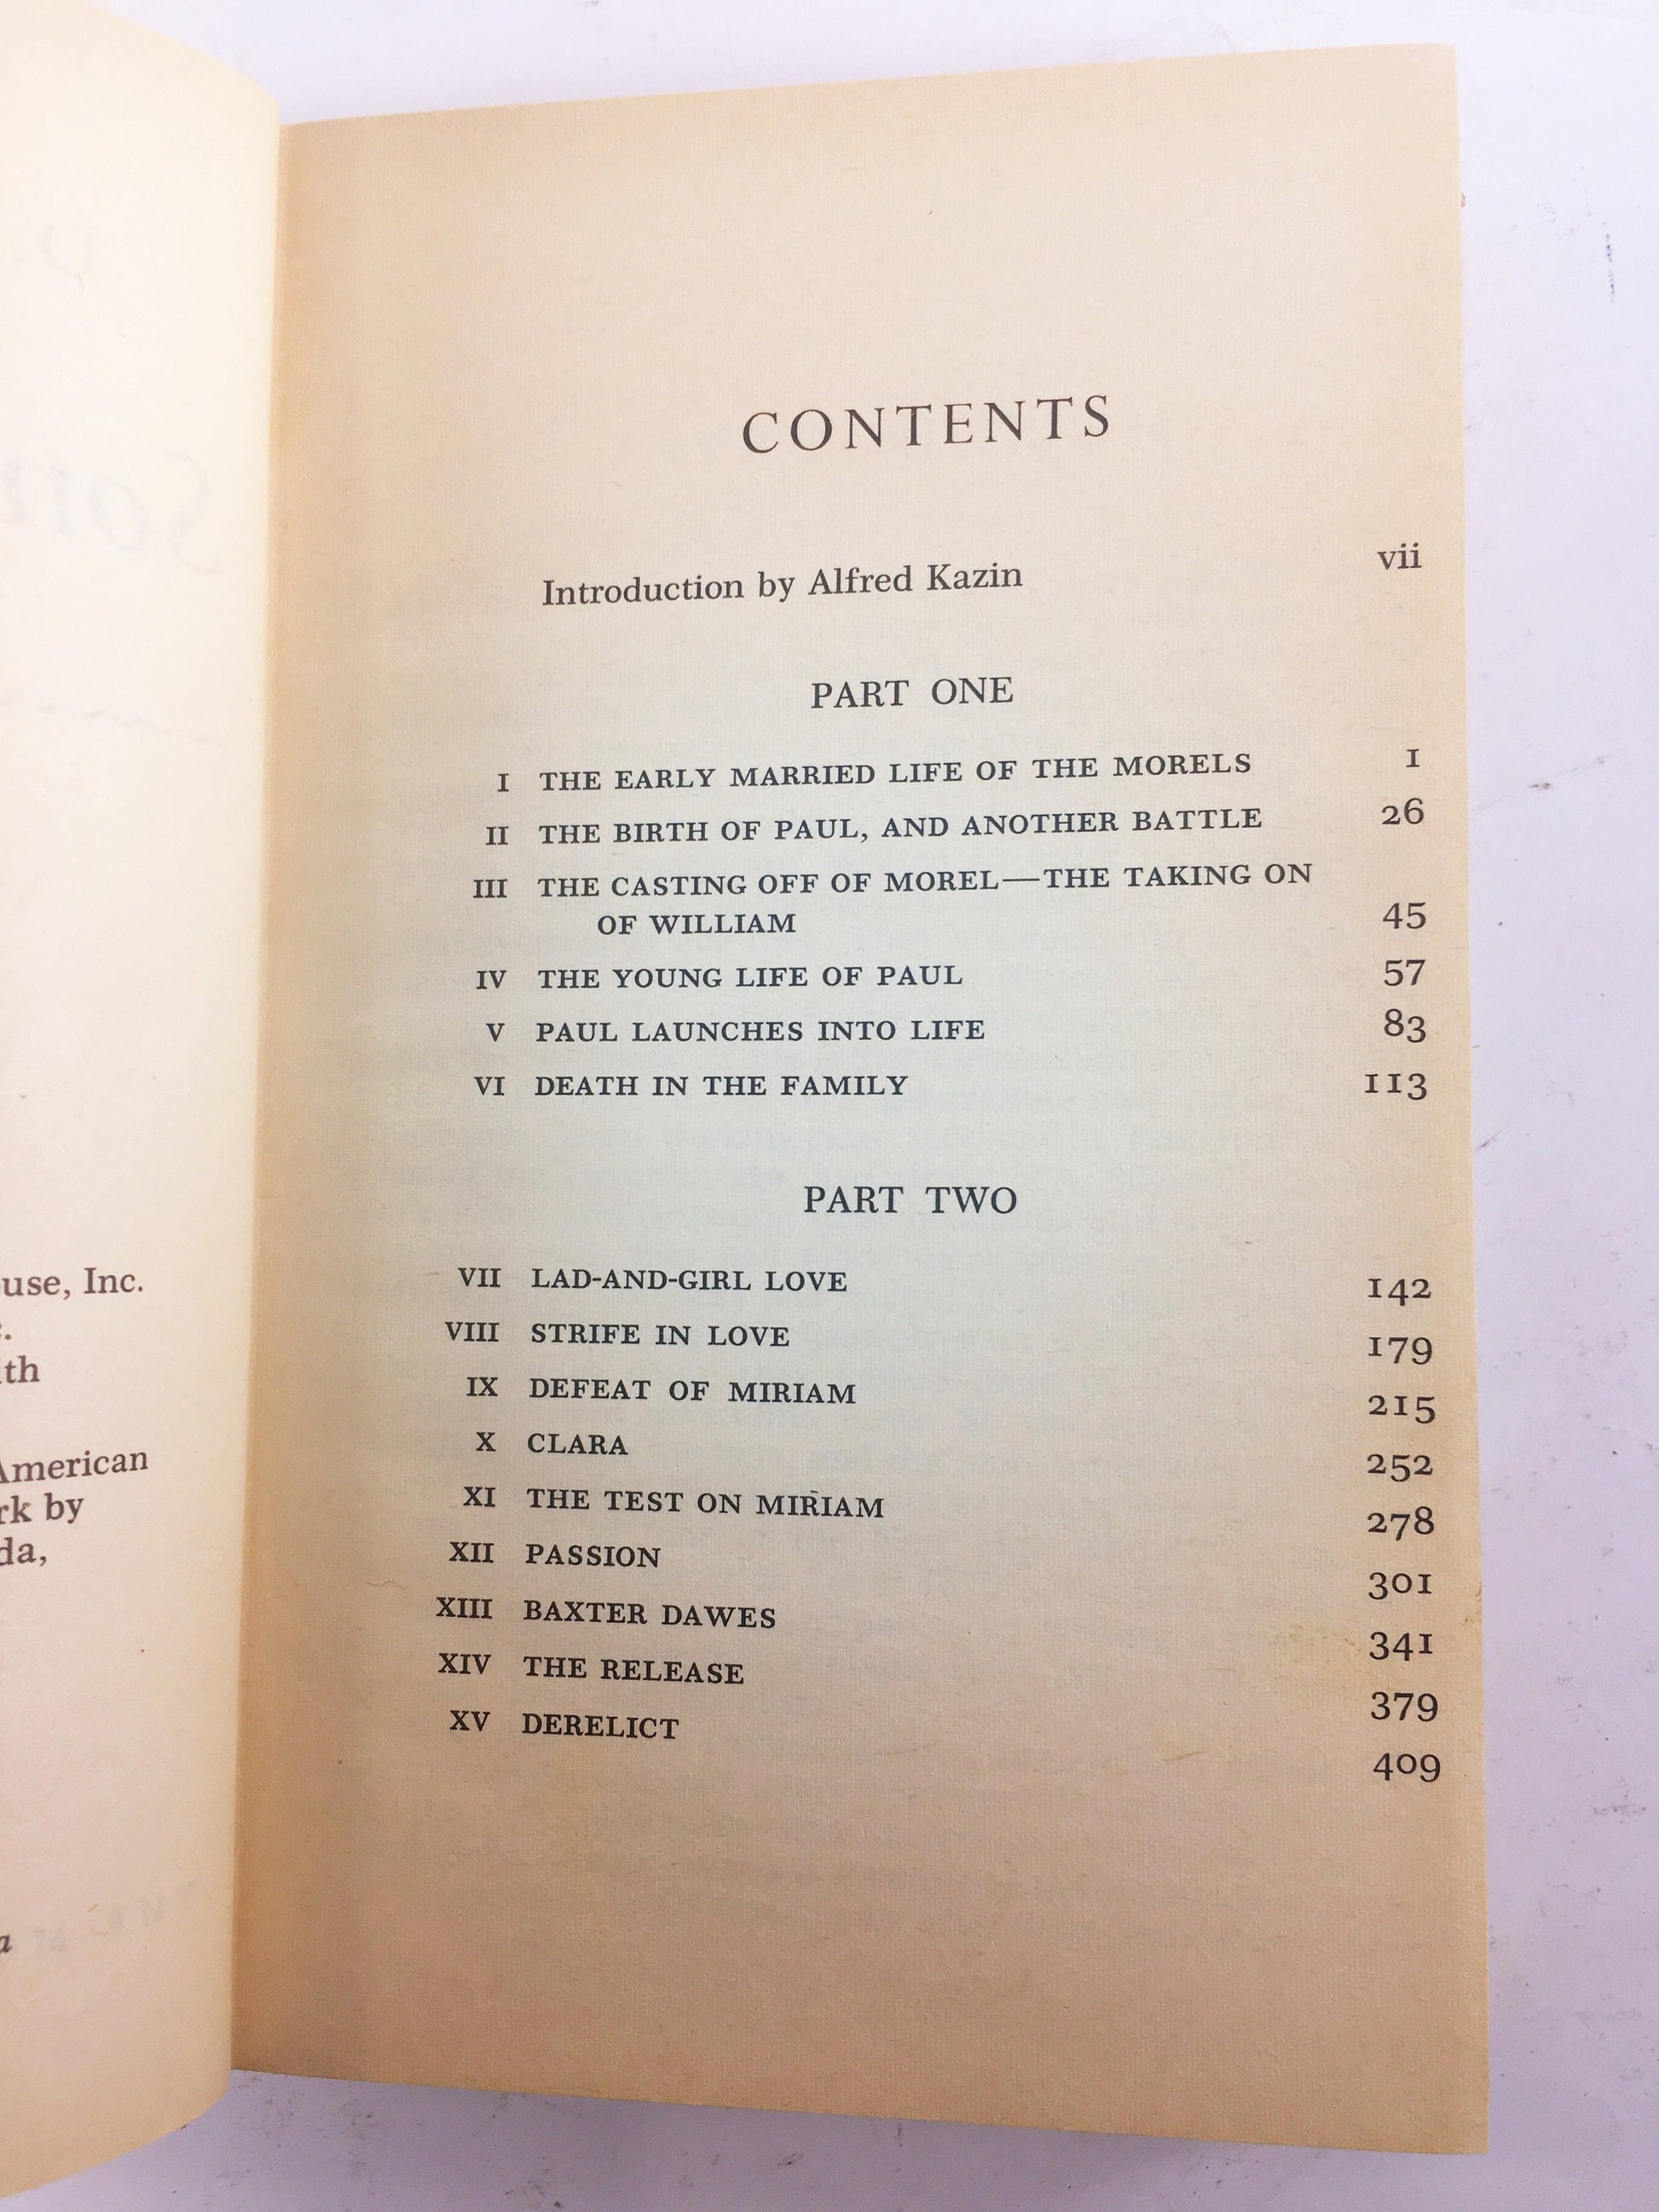 use, Inc.
th
American
rk by
da,
a
CONTENTS
Introduction by Alfred Kazin vii
PART ONE
I THE EARLY MARRIED LIFE OF THE MORELS 1
II THE BIRTH OF PAUL, AND ANOTHER BATTLE 26
III THE CASTING OFF OF MOREL—THE TAKING ON
OF WILLIAM 45
IV THE YOUNG LIFE OF PAUL 57
V PAUL LAUNCHES INTO LIFE 83
VI DEATH IN THE FAMILY 113
PART TWO
VII LAD-AND-GIRL LOVE 142
VIII STRIFE IN LOVE 179
IX DEFEAT OF MIRIAM 215
X CLARA 252
XI THE TEST ON MIRIAM 278
XII PASSION 301
XIII BAXTER DAWES 341
XIV THE RELEASE 379
XV DERELICT 409